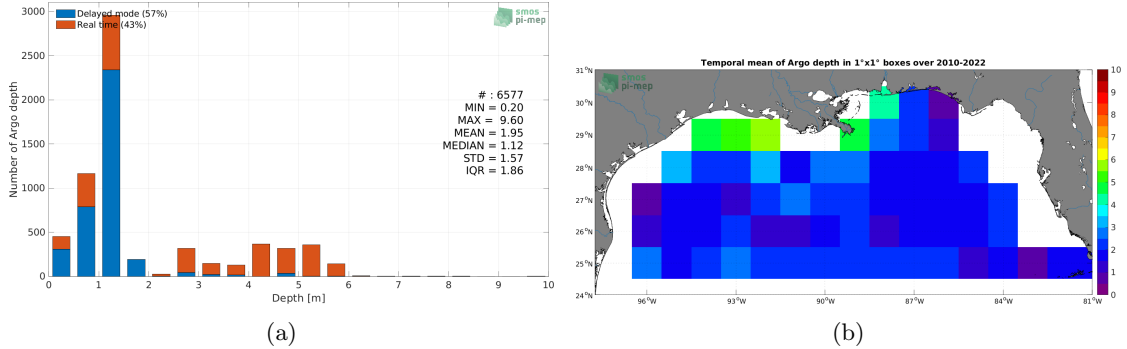 Delayed mode (57%)
Real time (43%)
smos
pi-mep
3000
2500
2000
1500
1000
500
0
Number of Argo depth
# : 6577
MIN = 0.20
MAX = 9.60
MEAN = 1.95
MEDIAN = 1.12
STD = 1.57
IQR = 1.86
0 1 2 3 4 5 6 7 8 9 10
Depth [m]
(a)
Temporal mean of Argo depth in 1°x1° boxes over 2010-2022
smos
pi-mep
31°N
30°N
29°N
28°N
27°N
26°N
25°N
24°N
96°W 93°W 90°W 87°W 84°W 81°W
10
9
8
7
6
5
4
3
2
1
0
(b)